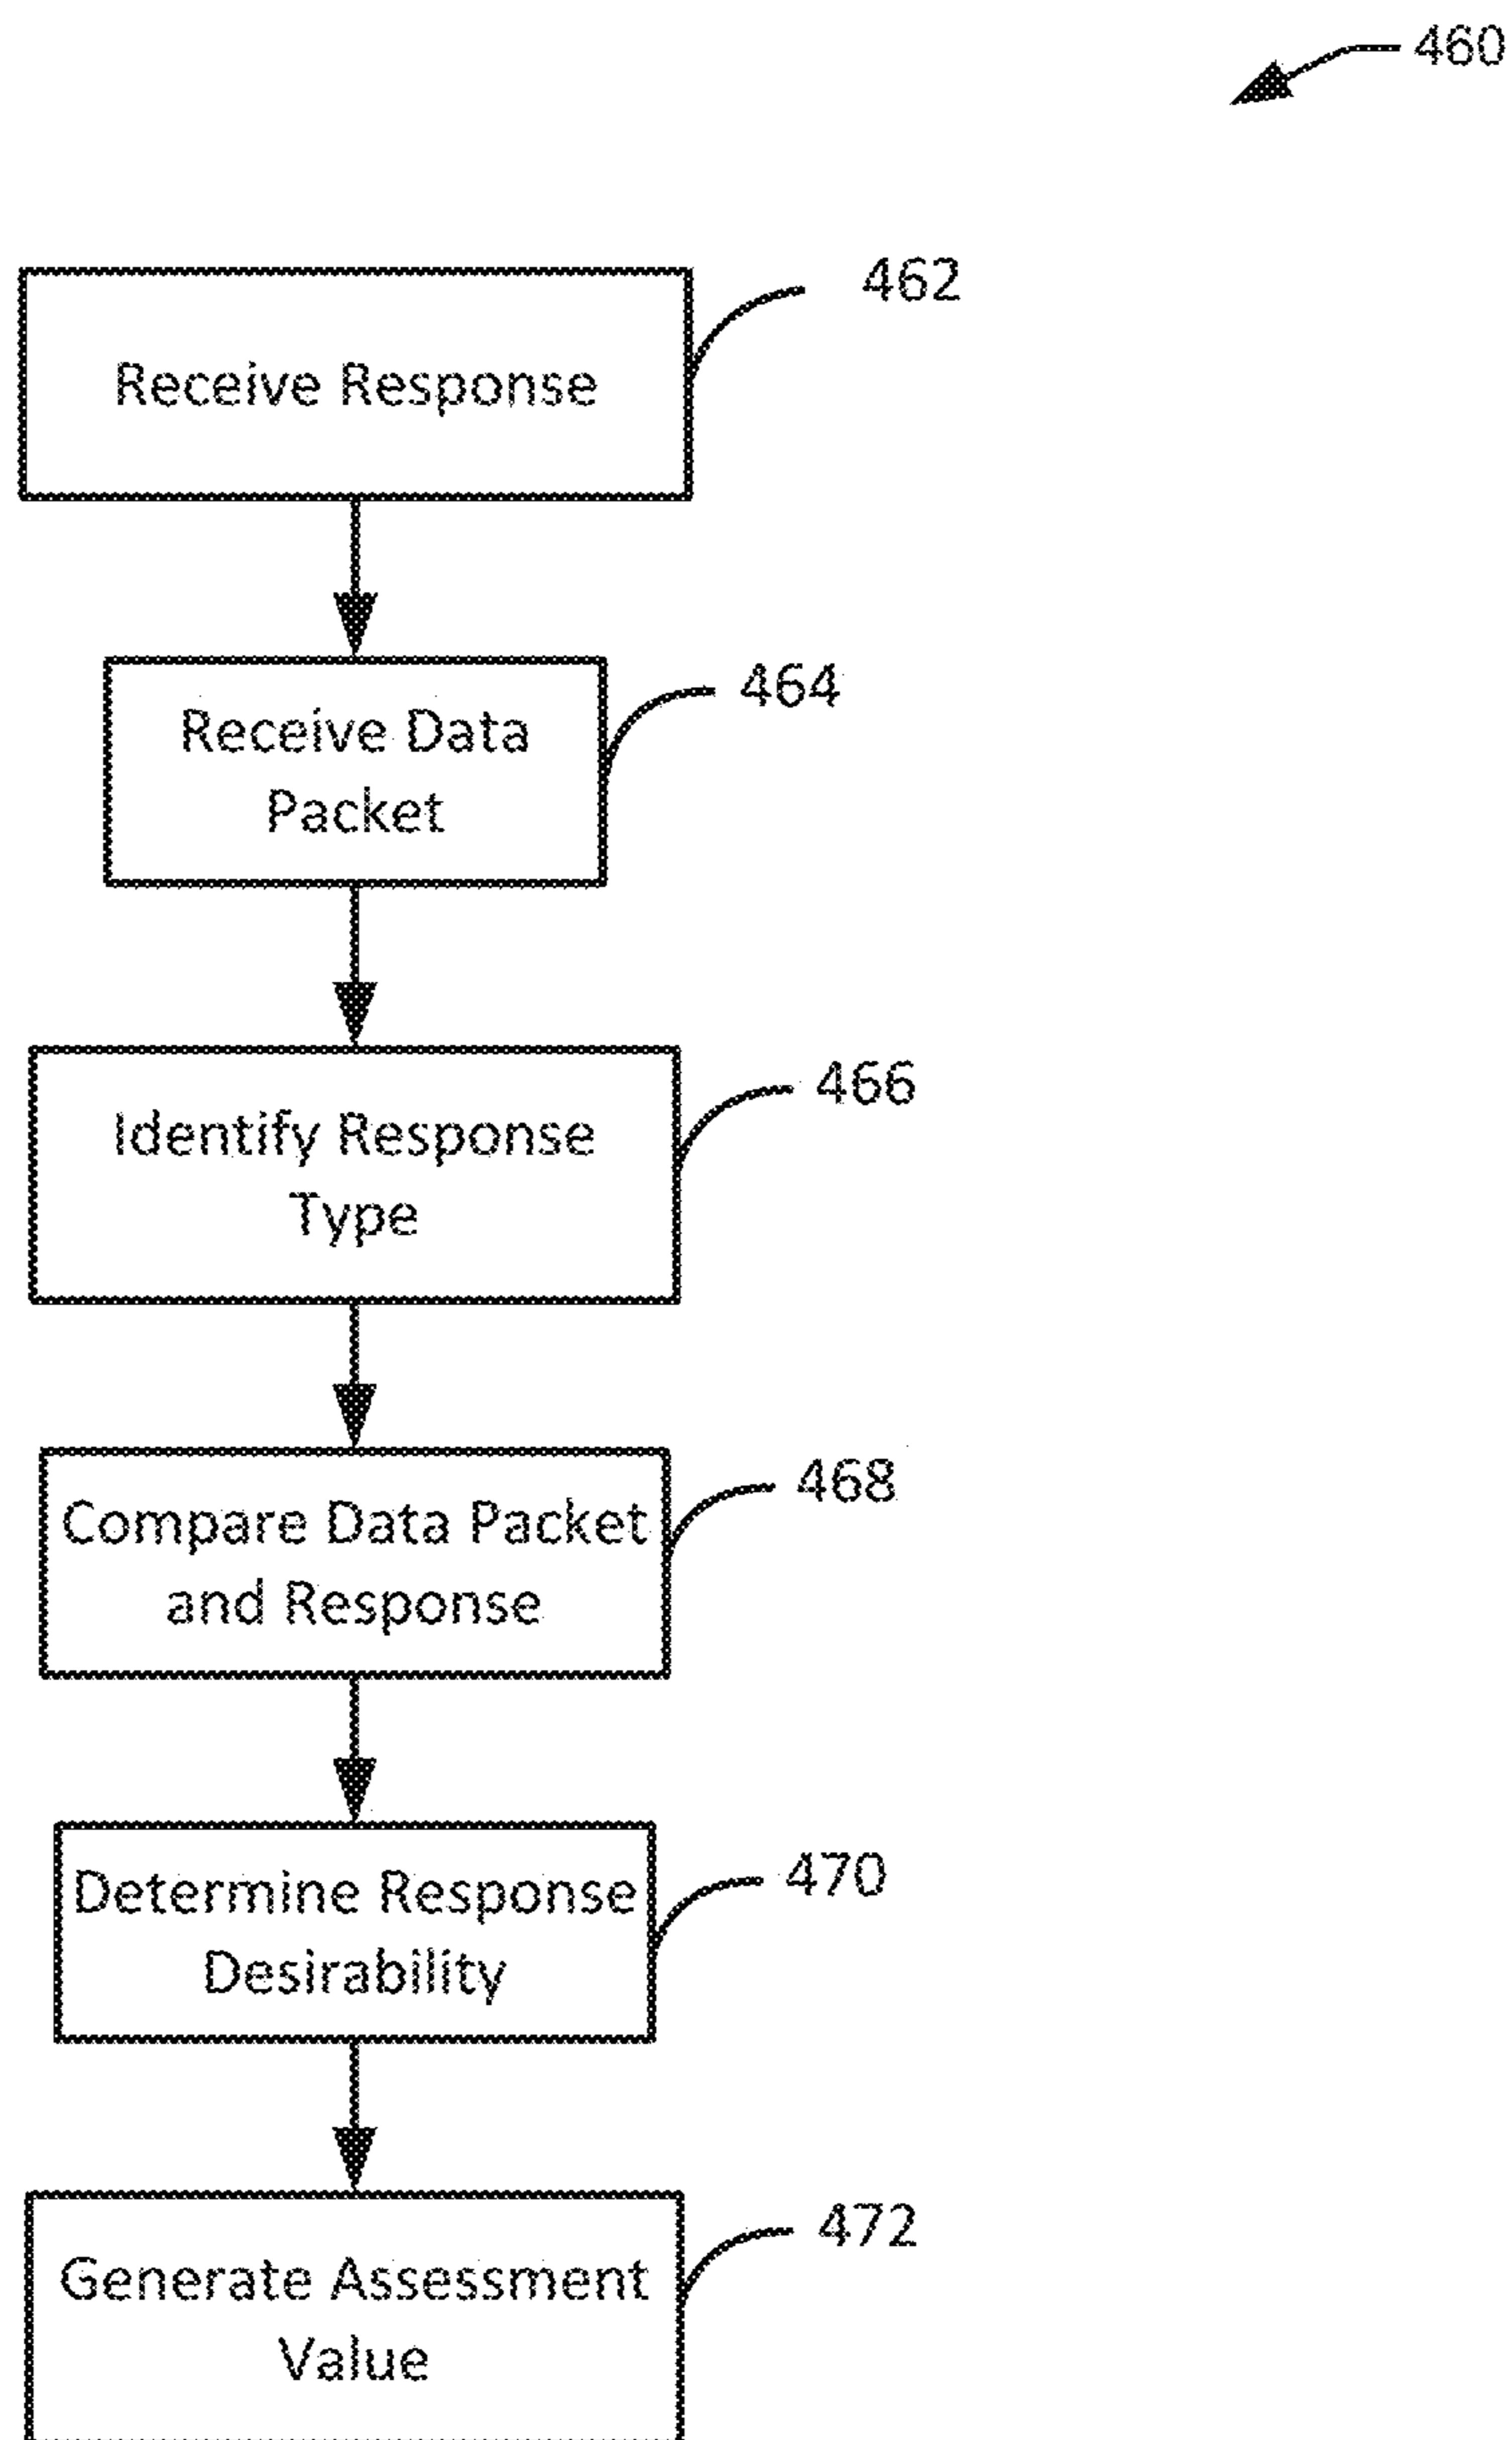 460
462
Receive Response
464
Receive Data
Packet
466
Identify Response
Type
468
Compare Data Packet
and Response
470
Determine Response
Desirability
472
Generate Assessment
Value